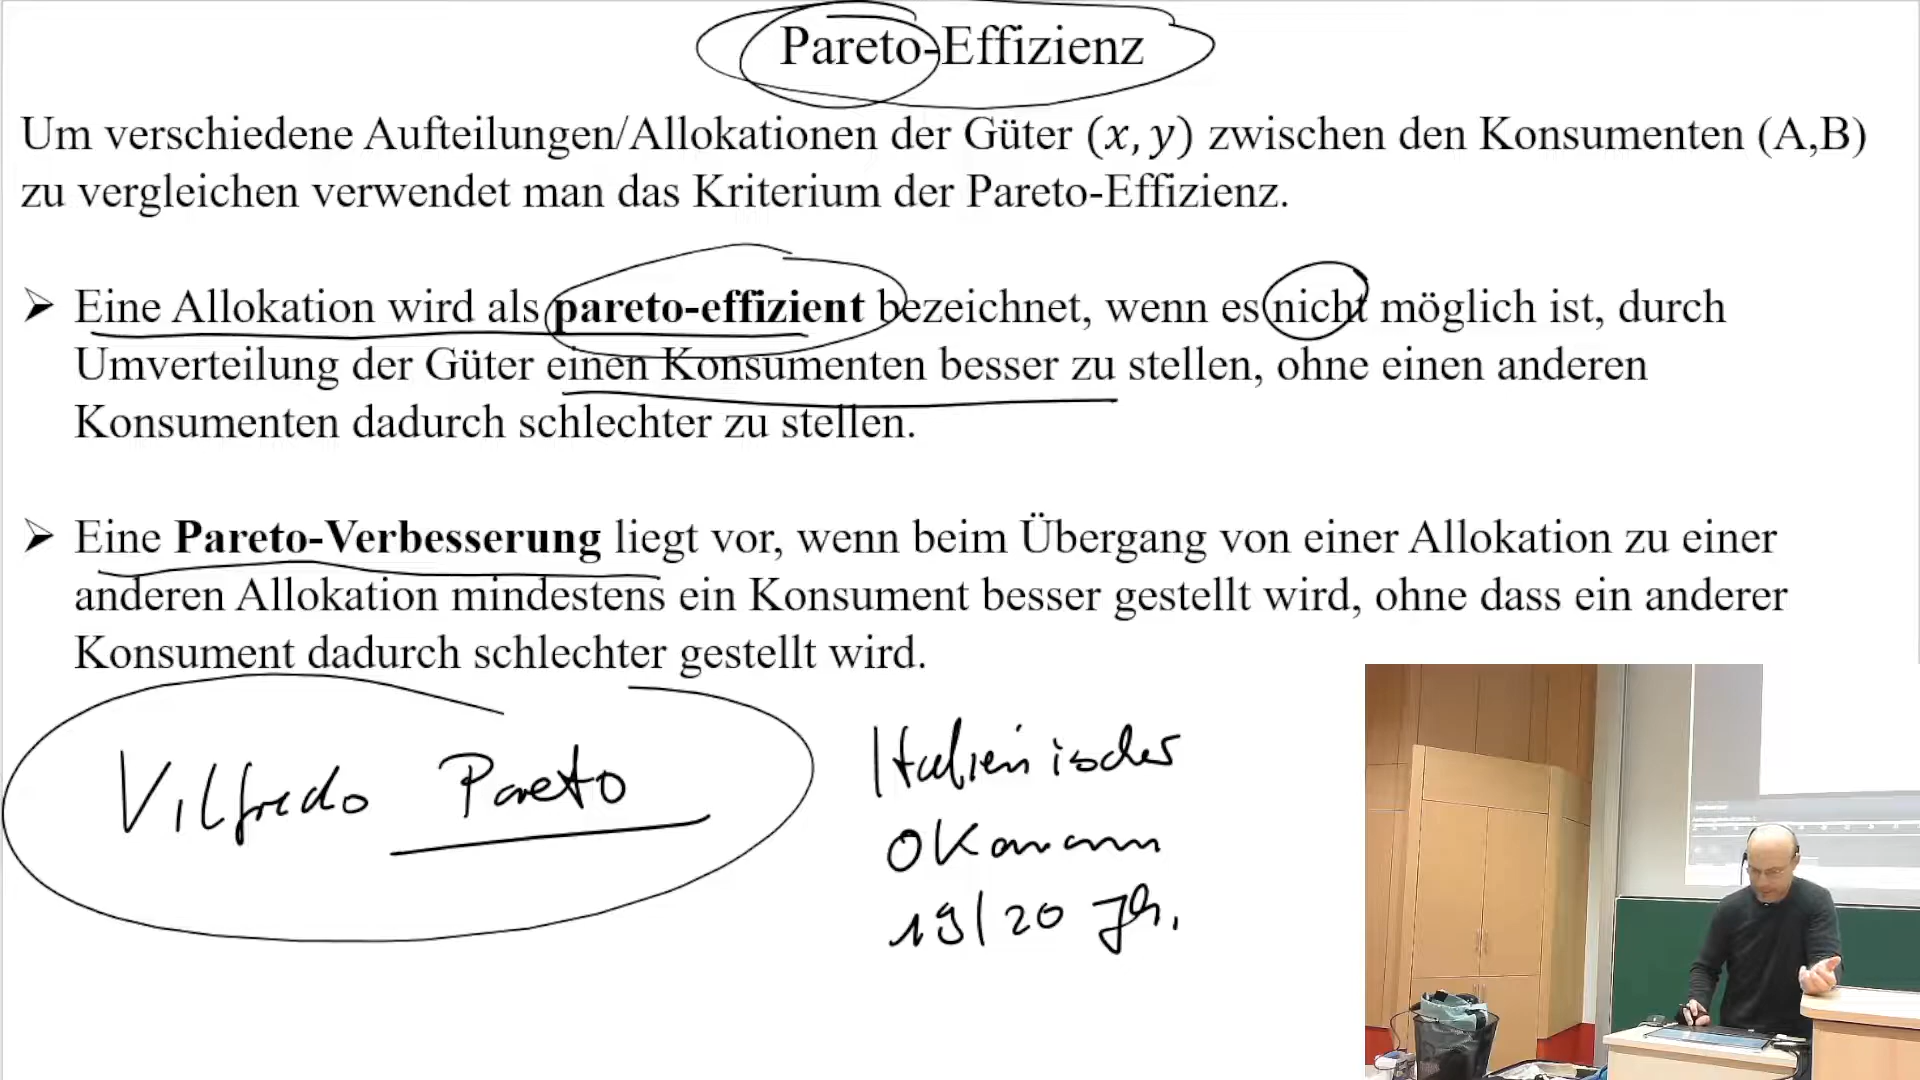 Pareto-Effizienz
Um verschiedene Aufteilungen/Allokationen der Güter (x, y) zwischen den Konsumenten (A,B)
zu vergleichen verwendet man das Kriterium der Pareto-Effizienz.
➢ Eine Allokation wird als pareto-effizient bezeichnet, wenn es nicht möglich ist, durch
Umverteilung der Güter einen Konsumenten besser zu stellen, ohne einen anderen
Konsumenten dadurch schlechter zu stellen.
➢ Eine Pareto-Verbesserung liegt vor, wenn beim Übergang von einer Allokation zu einer
anderen Allokation mindestens ein Konsument besser gestellt wird, ohne dass ein anderer
Konsument dadurch schlechter gestellt wird.
Vilfredo Pareto
Italienischer
Okonom
19/20 Jh.